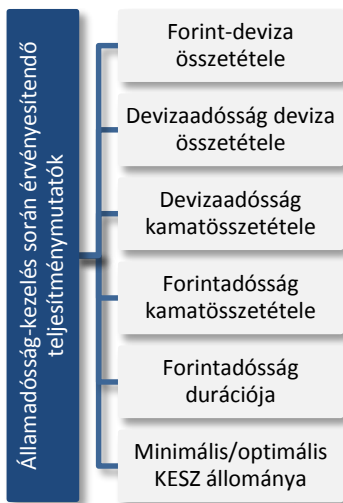 Államadósság-kezelés során érvényesítendő
teljesítménymutatók
Forint-deviza
összetétele
Devizaadósság deviza
összetétele
Devizaadósság
kamatösszetétele
Forintadósság
kamatösszetétele
Forintadósság
durációja
Minimális/optimális
KESZ állománya